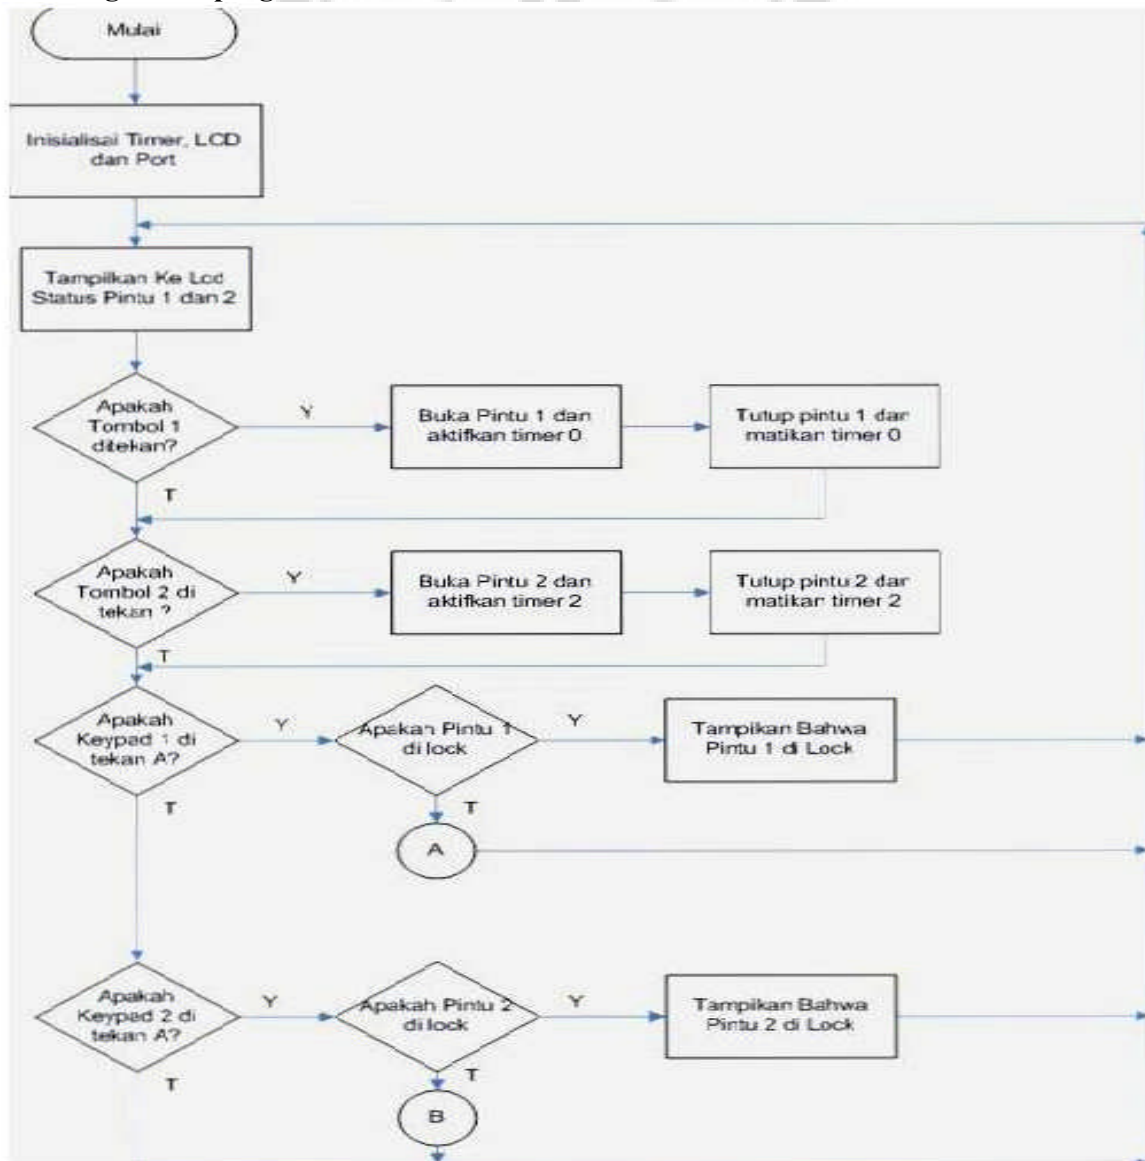 Mulai
Inisialisai Timer, LCD
dan Port
Tampilkan Ke Lcd
Status Pintu 1 dan 2
Apakah
Tombol 1
ditekan?
Y
Buka Pintu 1 dan
aktifkan timer 0
Tutup pintu 1 dan
matikan timer 0
T
Apakah
Tombol 2 di
tekan ?
Y
Buka Pintu 2 dan
aktifkan timer 2
Tutup pintu 2 dan
matikan timer 2
T
Apakah
Keypad 1 di
tekan A?
Y
Apakan Pintu 1
di lock
Y
Tampikan Bahwa
Pintu 1 di Lock
T
T
A
Apakah
Keypad 2 di
tekan A?
Y
Apakah Pintu 2
di lock
Y
Tampikan Bahwa
Pintu 2 di Lock
T
T
B